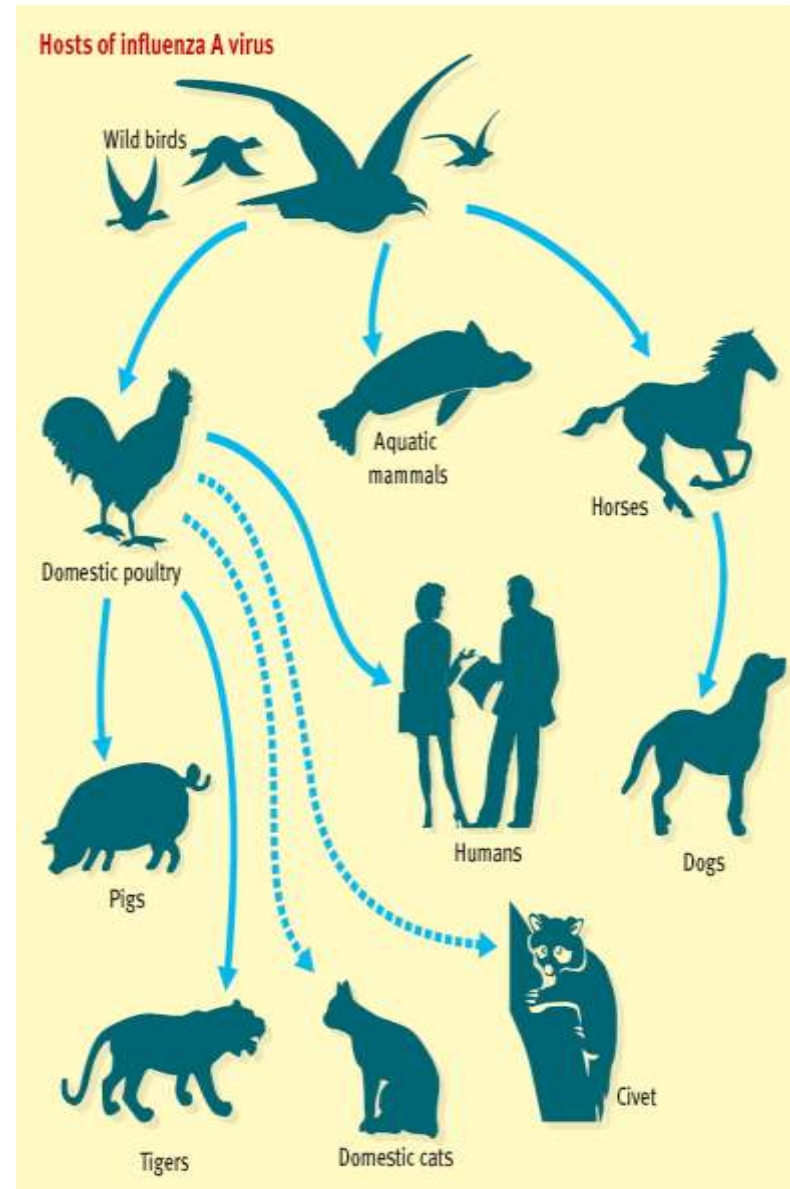 Hosts of influenza A virus
Wild birds
Aquatic
mammals
Horses
Domestic poultry
Humans
Dogs
Pigs
Civet
Tigers
Domestic cats